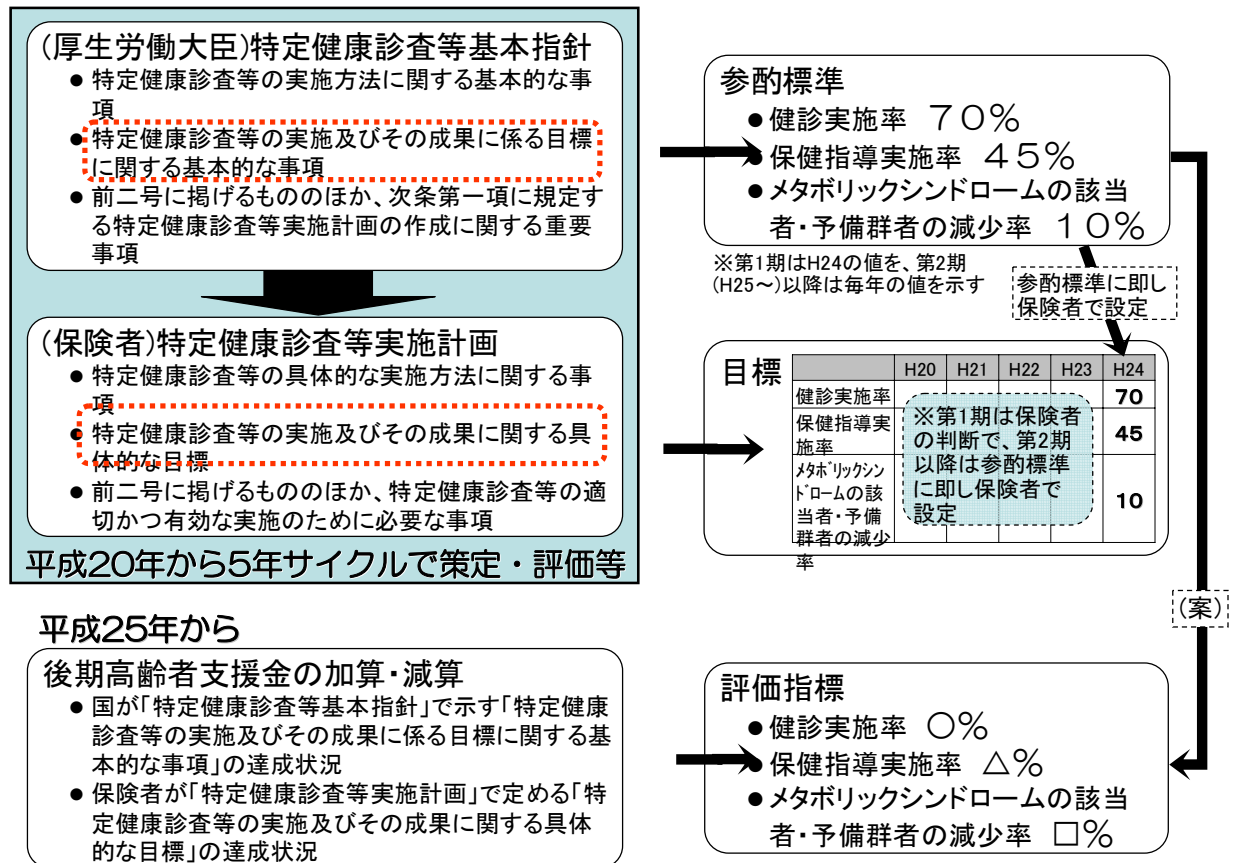 (厚生労働大臣)特定健康診査等基本指針
●特定健康診査等の実施方法に関する基本的な事
項
●特定健康診査等の実施及びその成果に係る目標
に関する基本的な事項
●前二号に掲げるもののほか、次条第一項に規定す
る特定健康診査等実施計画の作成に関する重要
事項
(保険者)特定健康診査等実施計画
●特定健康診査等の具体的な実施方法に関する事
項
●特定健康診査等の実施及びその成果に関する具
体的な目標
●前二号に掲げるもののほか、特定健康診査等の適
切かつ有効な実施のために必要な事項
平成20年から5年サイクルで策定・評価等
参酌標準
●健診実施率 70%
●保健指導実施率 45%
●メタボリックシンドロームの該当
者・予備群者の減少率 10%
※第1期はH24の値を、第2期
(H25~)以降は毎年の値を示す
参酌標準に即し
保険者で設定
目標
H20 H21 H22 H23 H24
健診実施率 70
保健指導実
施率 45
メタボリックシン
ドロームの該
当者・予備
群者の減少
率 10
※第1期は保険者
の判断で、第2期
以降は参酌標準
に即し保険者で
設定
(案)
平成25年から
後期高齢者支援金の加算・減算
●国が「特定健康診査等基本指針」で示す「特定健康
診査等の実施及びその成果に係る目標に関する基
本的な事項」の達成状況
●保険者が「特定健康診査等実施計画」で定める「特
定健康診査等の実施及びその成果に関する具体
的な目標」の達成状況
評価指標
●健診実施率 ○%
●保健指導実施率 △%
●メタボリックシンドロームの該当
者・予備群者の減少率 □%